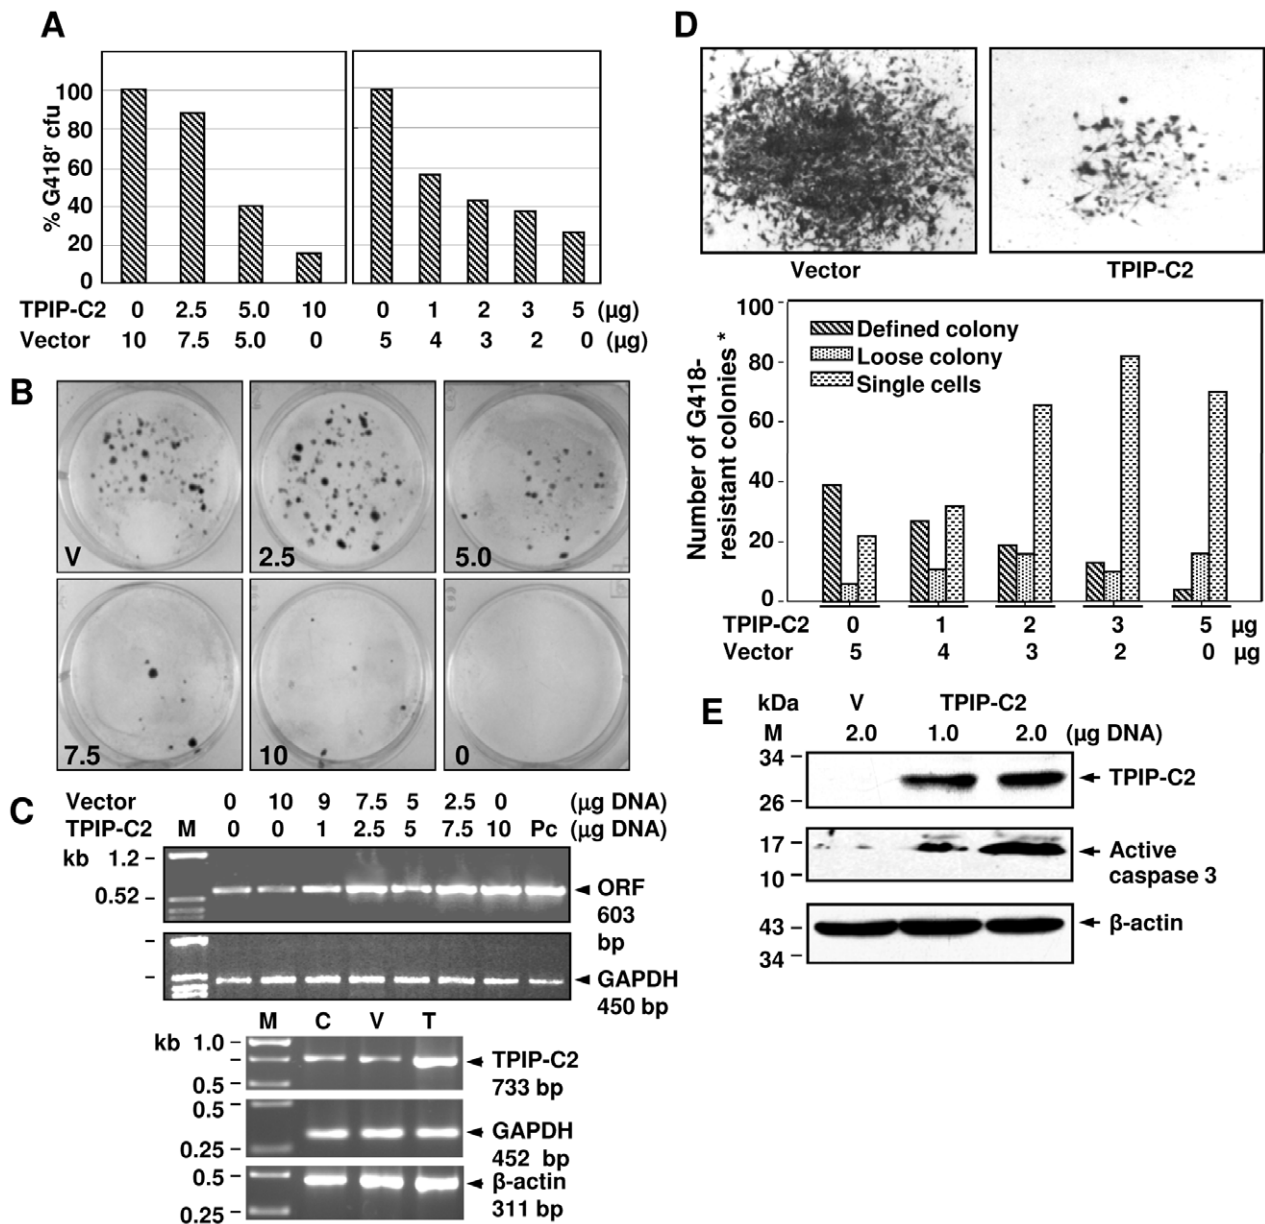 A
% G418r cfu
100
80
60
40
20
0
TPIP-C2 0 2.5 5.0 10 0 1 2 3 5 (µg)
Vector 10 7.5 5.0 0 5 4 3 2 0 (µg)
B
V 2.5 5.0
7.5 10 0
C
Vector 0 10 9 7.5 5 2.5 0 (µg DNA)
TPIP-C2 M 0 0 1 2.5 5 7.5 10 Pc (µg DNA)
kb 1.2
0.52
ORF
603
bp
GAPDH
450 bp
M C V T
kb 1.0
0.5
TPIP-C2
733 bp
0.5
0.25
GAPDH
452 bp
0.5
0.25
β-actin
311 bp
D
Vector TPIP-C2
Number of G418-
resistant colonies *
100
80
60
40
20
0
Defined colony
Loose colony
Single cells
TPIP-C2 0 1 2 3 5 µg
Vector 5 4 3 2 0 µg
E
kDa V TPIP-C2
M 2.0 1.0 2.0 (µg DNA)
34
26
TPIP-C2
17
10
Active
caspase 3
43
34
β-actin